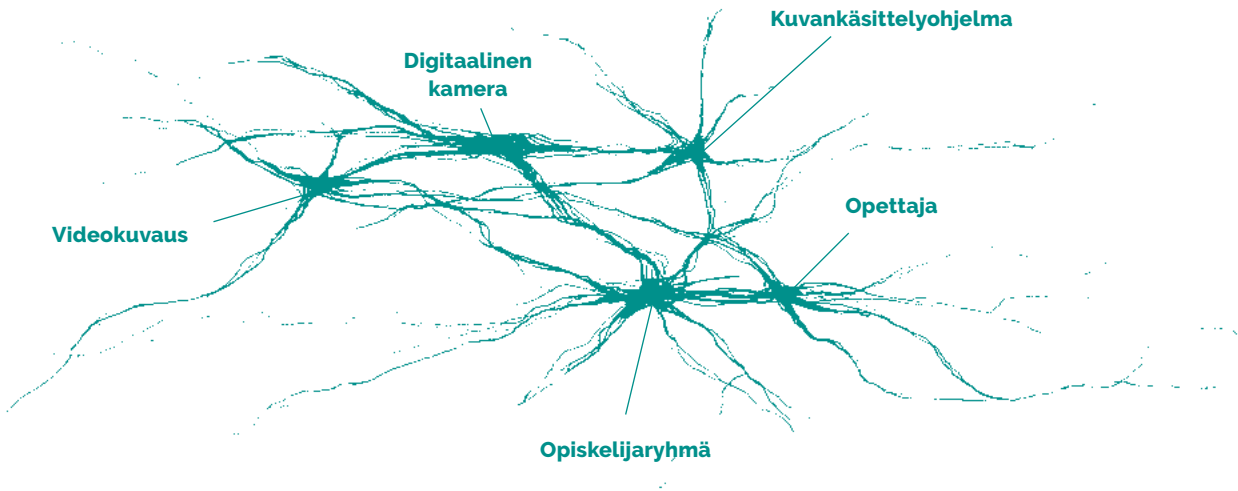 Kuvankäsittelyohjelma
Digitaalinen
kamera
Opettaja
Videokuvaus
Opiskelijaryhmä